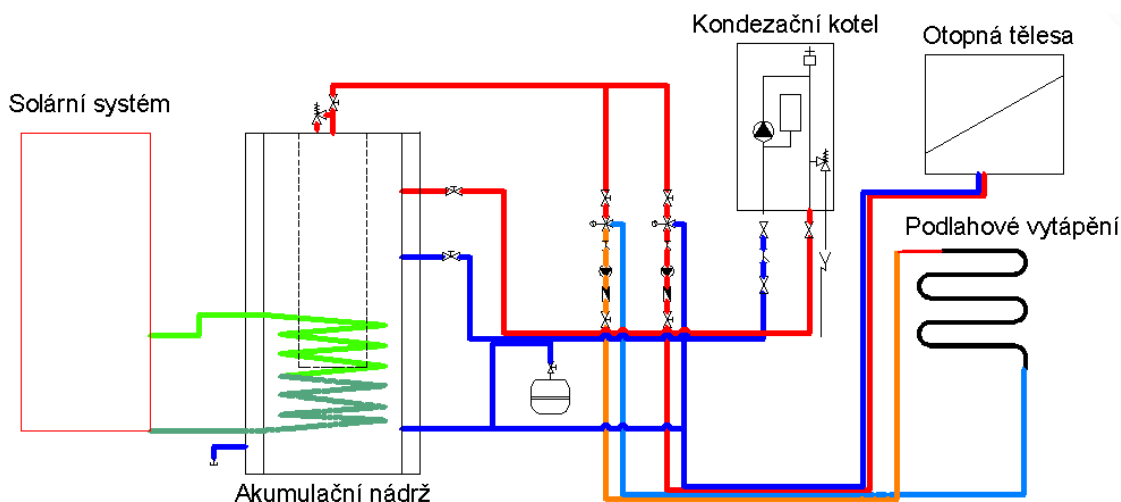 Kondezační kotel
Otopná tělesa
Solární systém
Podlahové vytápění
Akumulační nádrž